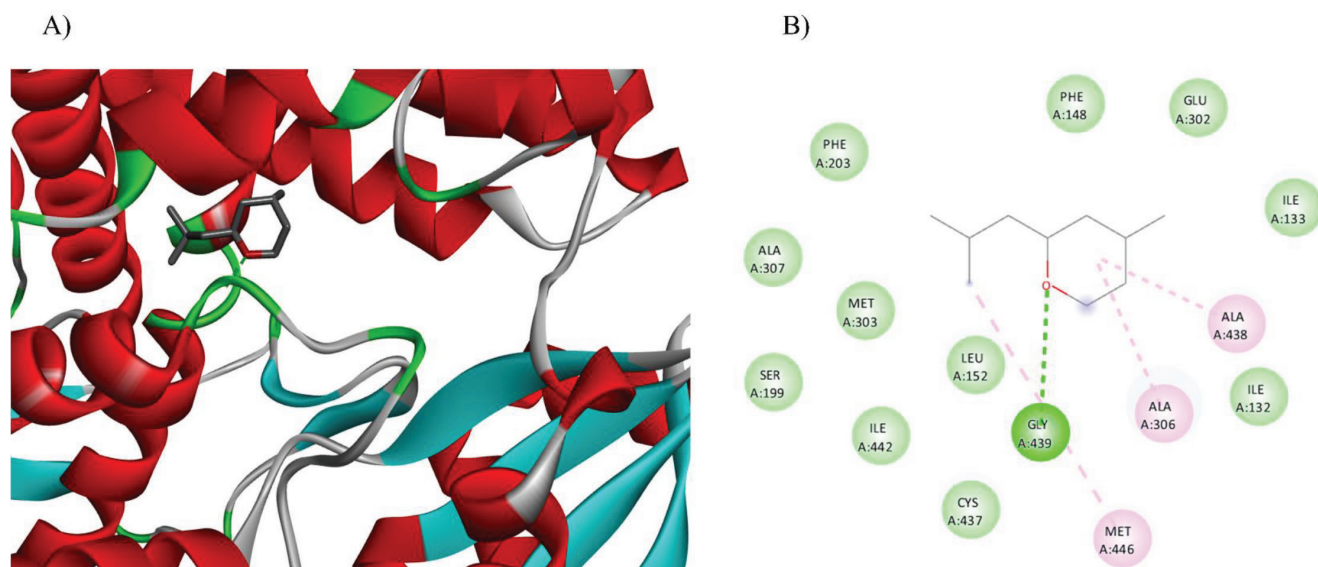 A)
B)
PHE
A:148
GLU
A:302
PHE
A:203
ILE
A:133
ALA
A:307
MET
A:303
O
ALA
A:438
LEU
A:152
SER
A:199
ALA
A:306
ILE
A:132
ILE
A:442
GLY
A:439
CYS
A:437
MET
A:446